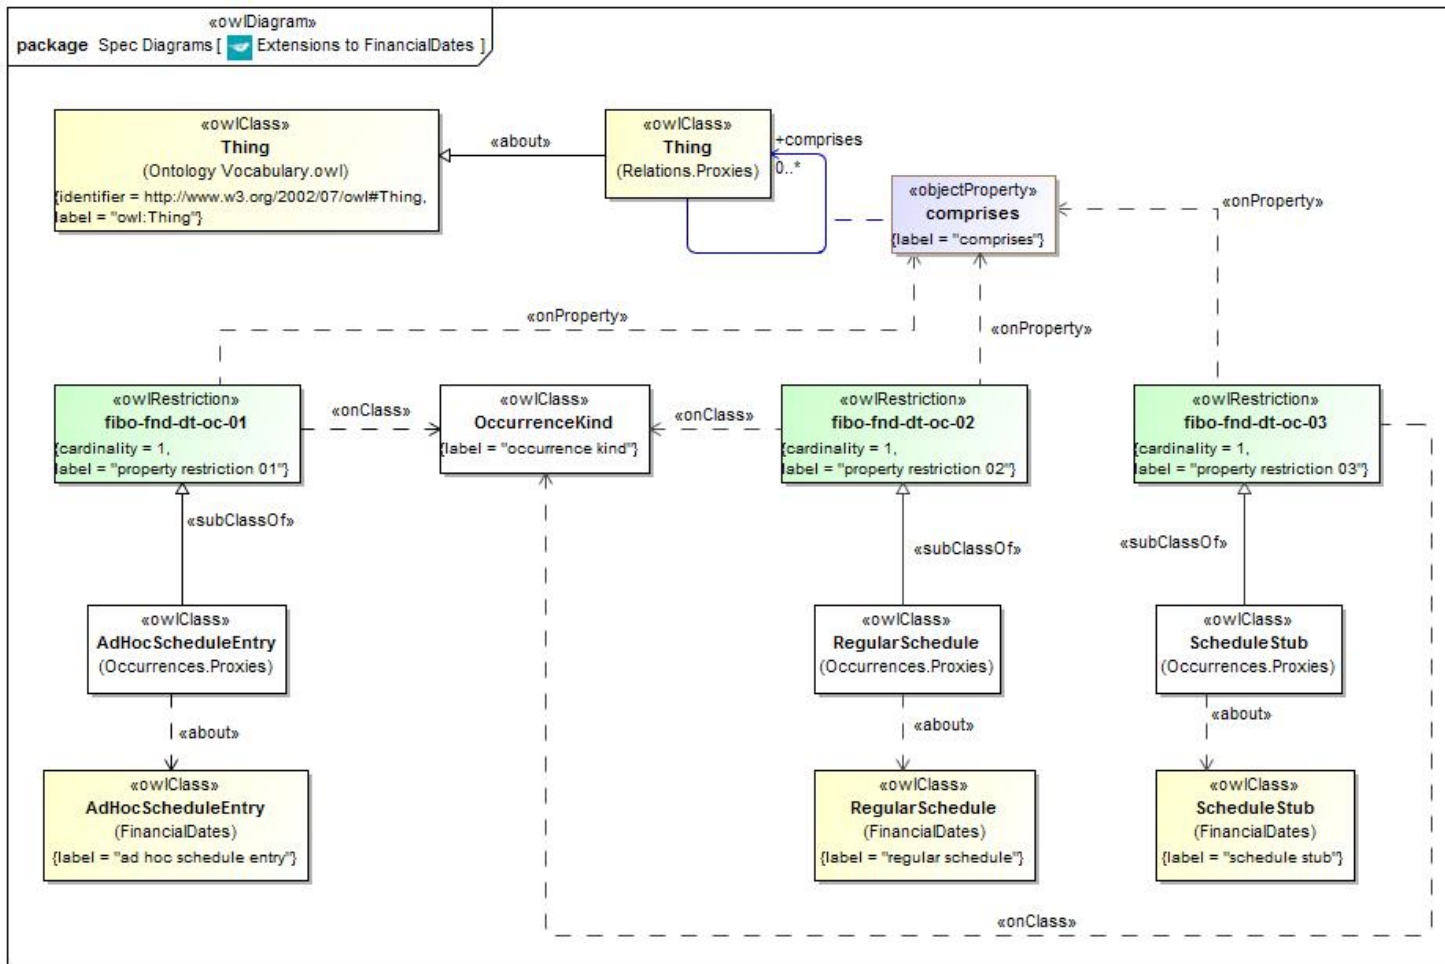 «owlDiagram»
package Spec Diagrams [ Extensions to FinancialDates ]
«owlClass»
Thing
(Ontology Vocabulary.owl)
{identifier = http://www.w3.org/2002/07/owl#Thing,
label = "owl:Thing"}
«about»
«owlClass»
Thing
(Relations.Proxies)
+comprises
0..*
«objectProperty»
comprises
{label = "comprises"}
«onProperty»
«onProperty»
«onProperty»
«owlRestriction»
fibo-fnd-dt-oc-01
{cardinality = 1,
label = "property restriction 01"}
«onClass»
«owlClass»
OccurrenceKind
{label = "occurrence kind"}
«onClass»
«owlRestriction»
fibo-fnd-dt-oc-02
{cardinality = 1,
label = "property restriction 02"}
«owlRestriction»
fibo-fnd-dt-oc-03
{cardinality = 1,
label = "property restriction 03"}
«subClassOf»
«subClassOf»
«subClassOf»
«owlClass»
AdHocScheduleEntry
(Occurrences.Proxies)
«owlClass»
RegularSchedule
(Occurrences.Proxies)
«owlClass»
ScheduleStub
(Occurrences.Proxies)
«about»
«about»
«about»
«owlClass»
AdHocScheduleEntry
(FinancialDates)
{label = "ad hoc schedule entry"}
«owlClass»
RegularSchedule
(FinancialDates)
{label = "regular schedule"}
«owlClass»
ScheduleStub
(FinancialDates)
{label = "schedule stub"}
«onClass»